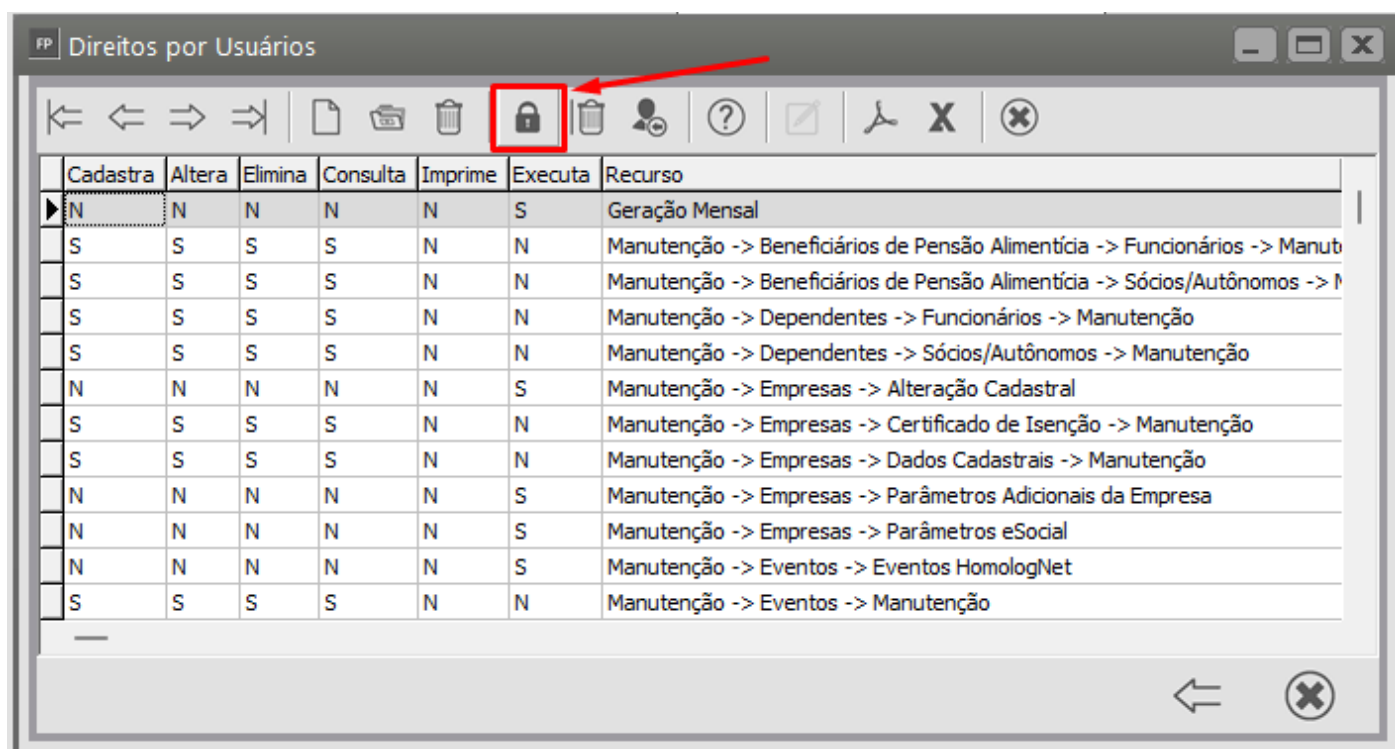 FP Direitos por Usuários
Cadastra Altera Elimina Consulta Imprime Executa Recurso
N N N N N S Geração Mensal
S S S S N N Manutenção -> Beneficiários de Pensão Alimentícia -> Funcionários -> Manut
S S S S N N Manutenção -> Beneficiários de Pensão Alimentícia -> Sócios/Autônomos ->
S S S S N N Manutenção -> Dependentes -> Funcionários -> Manutenção
S S S S N N Manutenção -> Dependentes -> Sócios/Autônomos -> Manutenção
N N N N N S Manutenção -> Empresas -> Alteração Cadastral
S S S S N N Manutenção -> Empresas -> Certificado de Isenção -> Manutenção
S S S S N N Manutenção -> Empresas -> Dados Cadastrais -> Manutenção
N N N N N S Manutenção -> Empresas -> Parâmetros Adicionais da Empresa
N N N N N S Manutenção -> Empresas -> Parâmetros eSocial
N N N N N S Manutenção -> Eventos -> Eventos HomologNet
S S S S N N Manutenção -> Eventos -> Manutenção